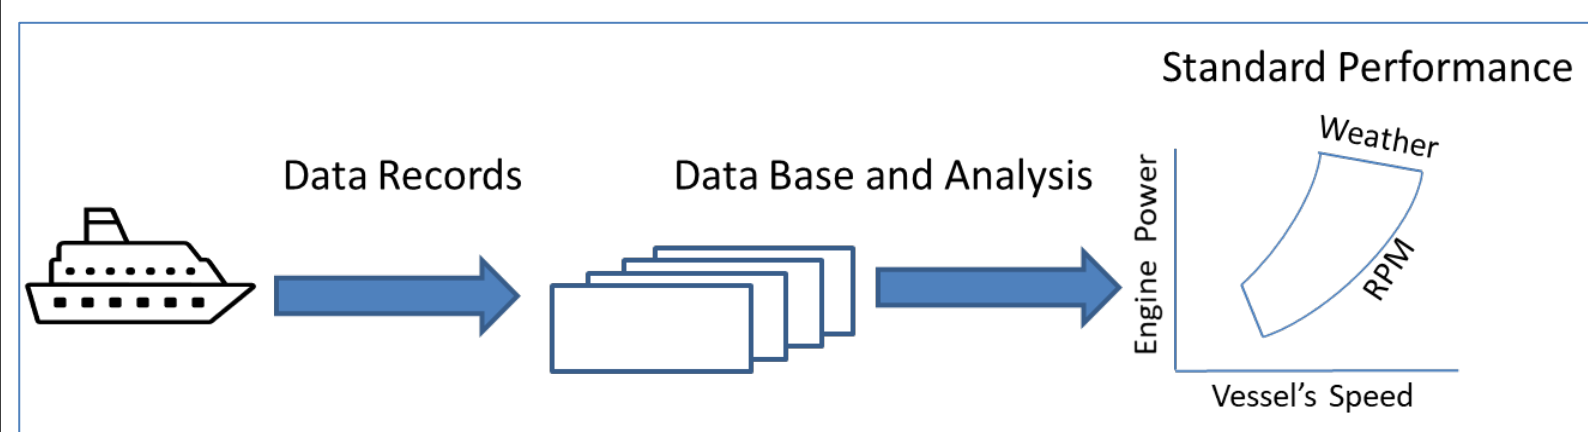 Standard Performance
Data Records
Data Base and Analysis
Weather
Engine Power
RPM
Vessel's Speed